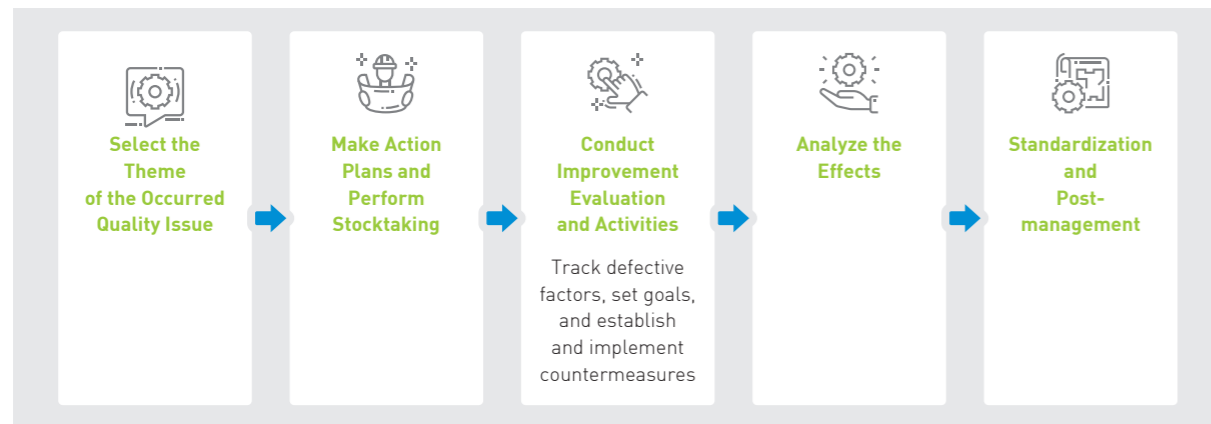 Select the
Theme
of the Occurred
Quality Issue
Make Action
Plans and
Perform
Stocktaking
Conduct
Improvement
Evaluation
and Activities
Track defective
factors, set goals,
and establish
and implement
countermeasures
Analyze the
Effects
Standardization
and
Post-
management